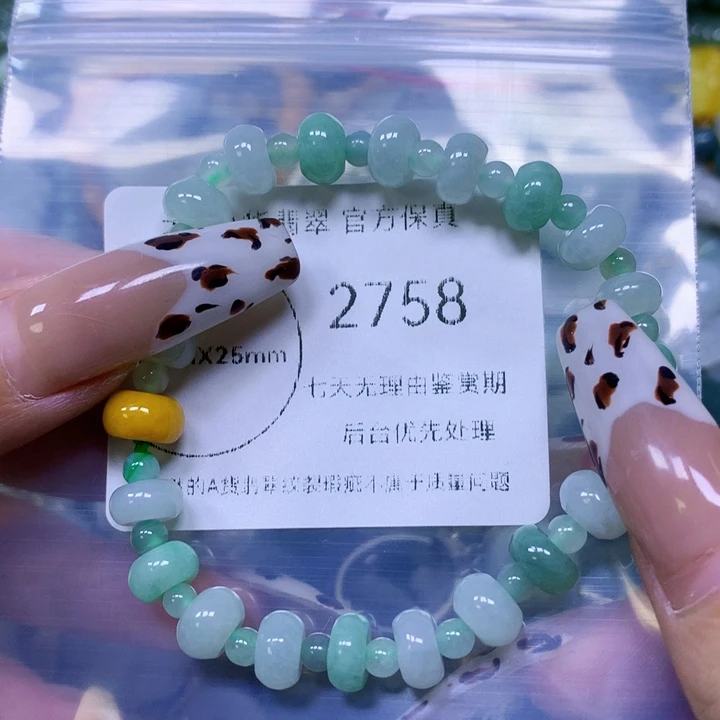 翡翠 官方保真
2758
X25mm
七天无理由鉴赏期
后台优先处理
的A货翡翠纹裂瑕疵不属于质量问题